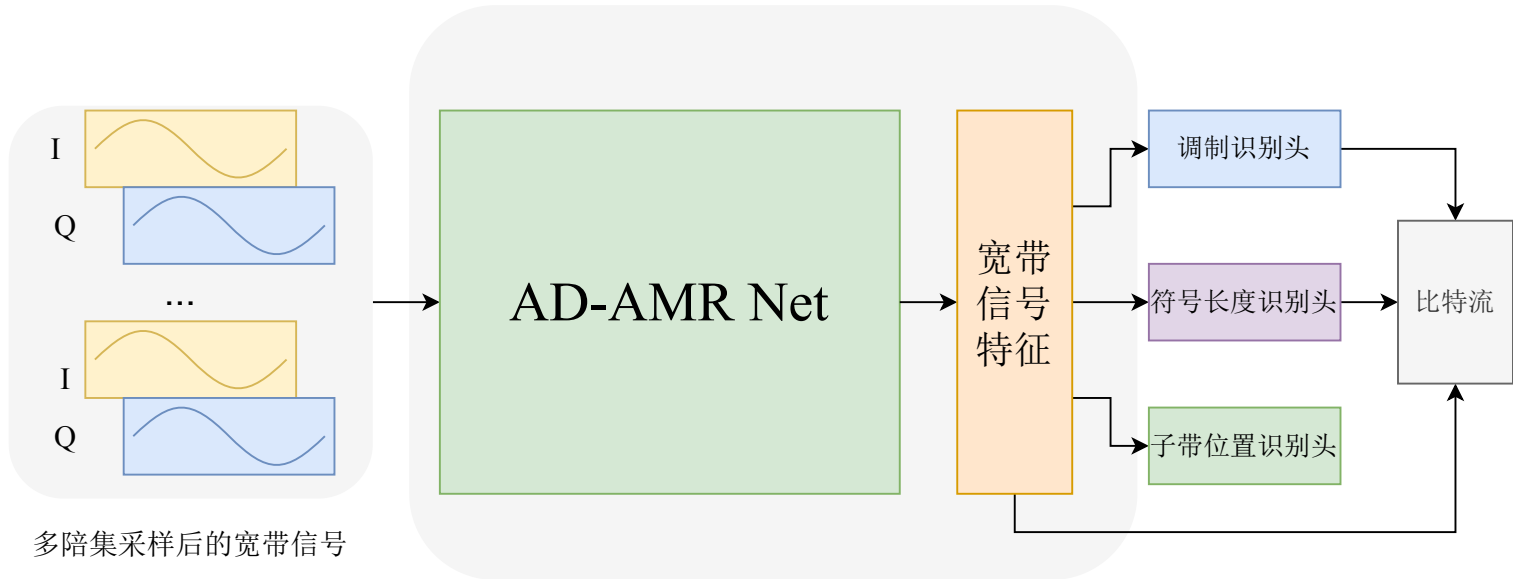 I
Q
...
I
Q
多陪集采样后的宽带信号
AD-AMR Net
宽带
信号
特征
调制识别头
符号长度识别头
子带位置识别头
比特流